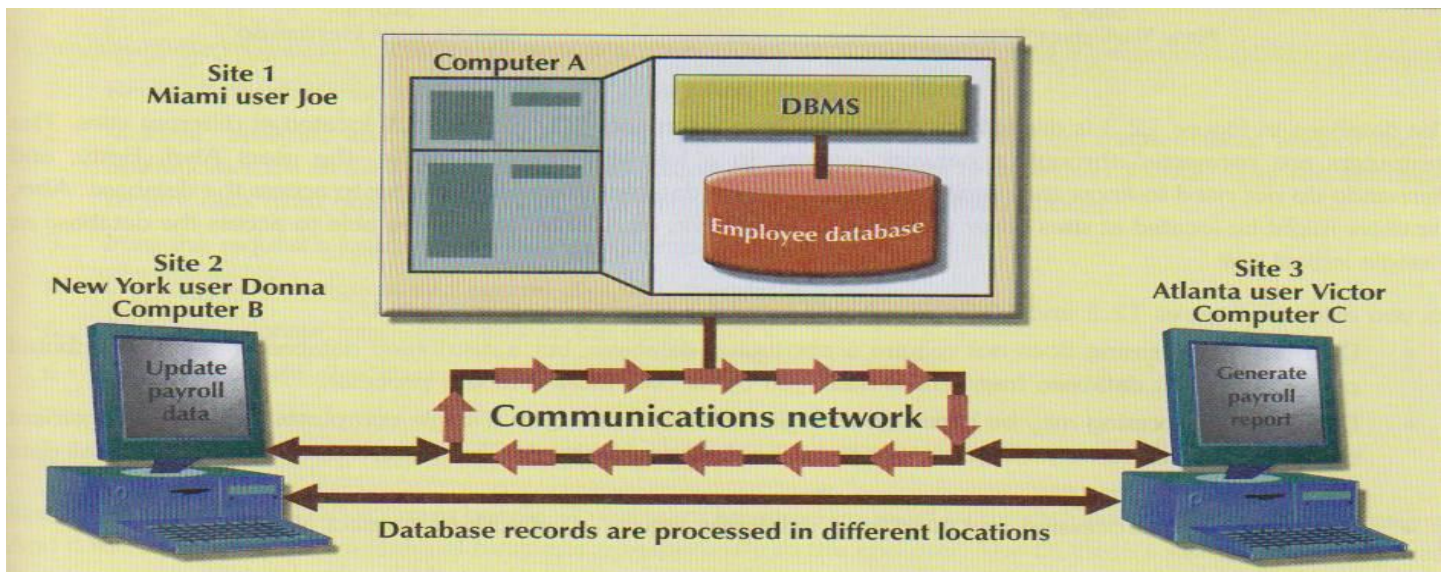 Site 1
Miami user Joe
Computer A
DBMS
Employee database
Site 2
New York user Donna
Computer B
Update
payroll
data
Site 3
Atlanta user Victor
Computer C
Generate
payroll
report
Communications network
Database records are processed in different locations